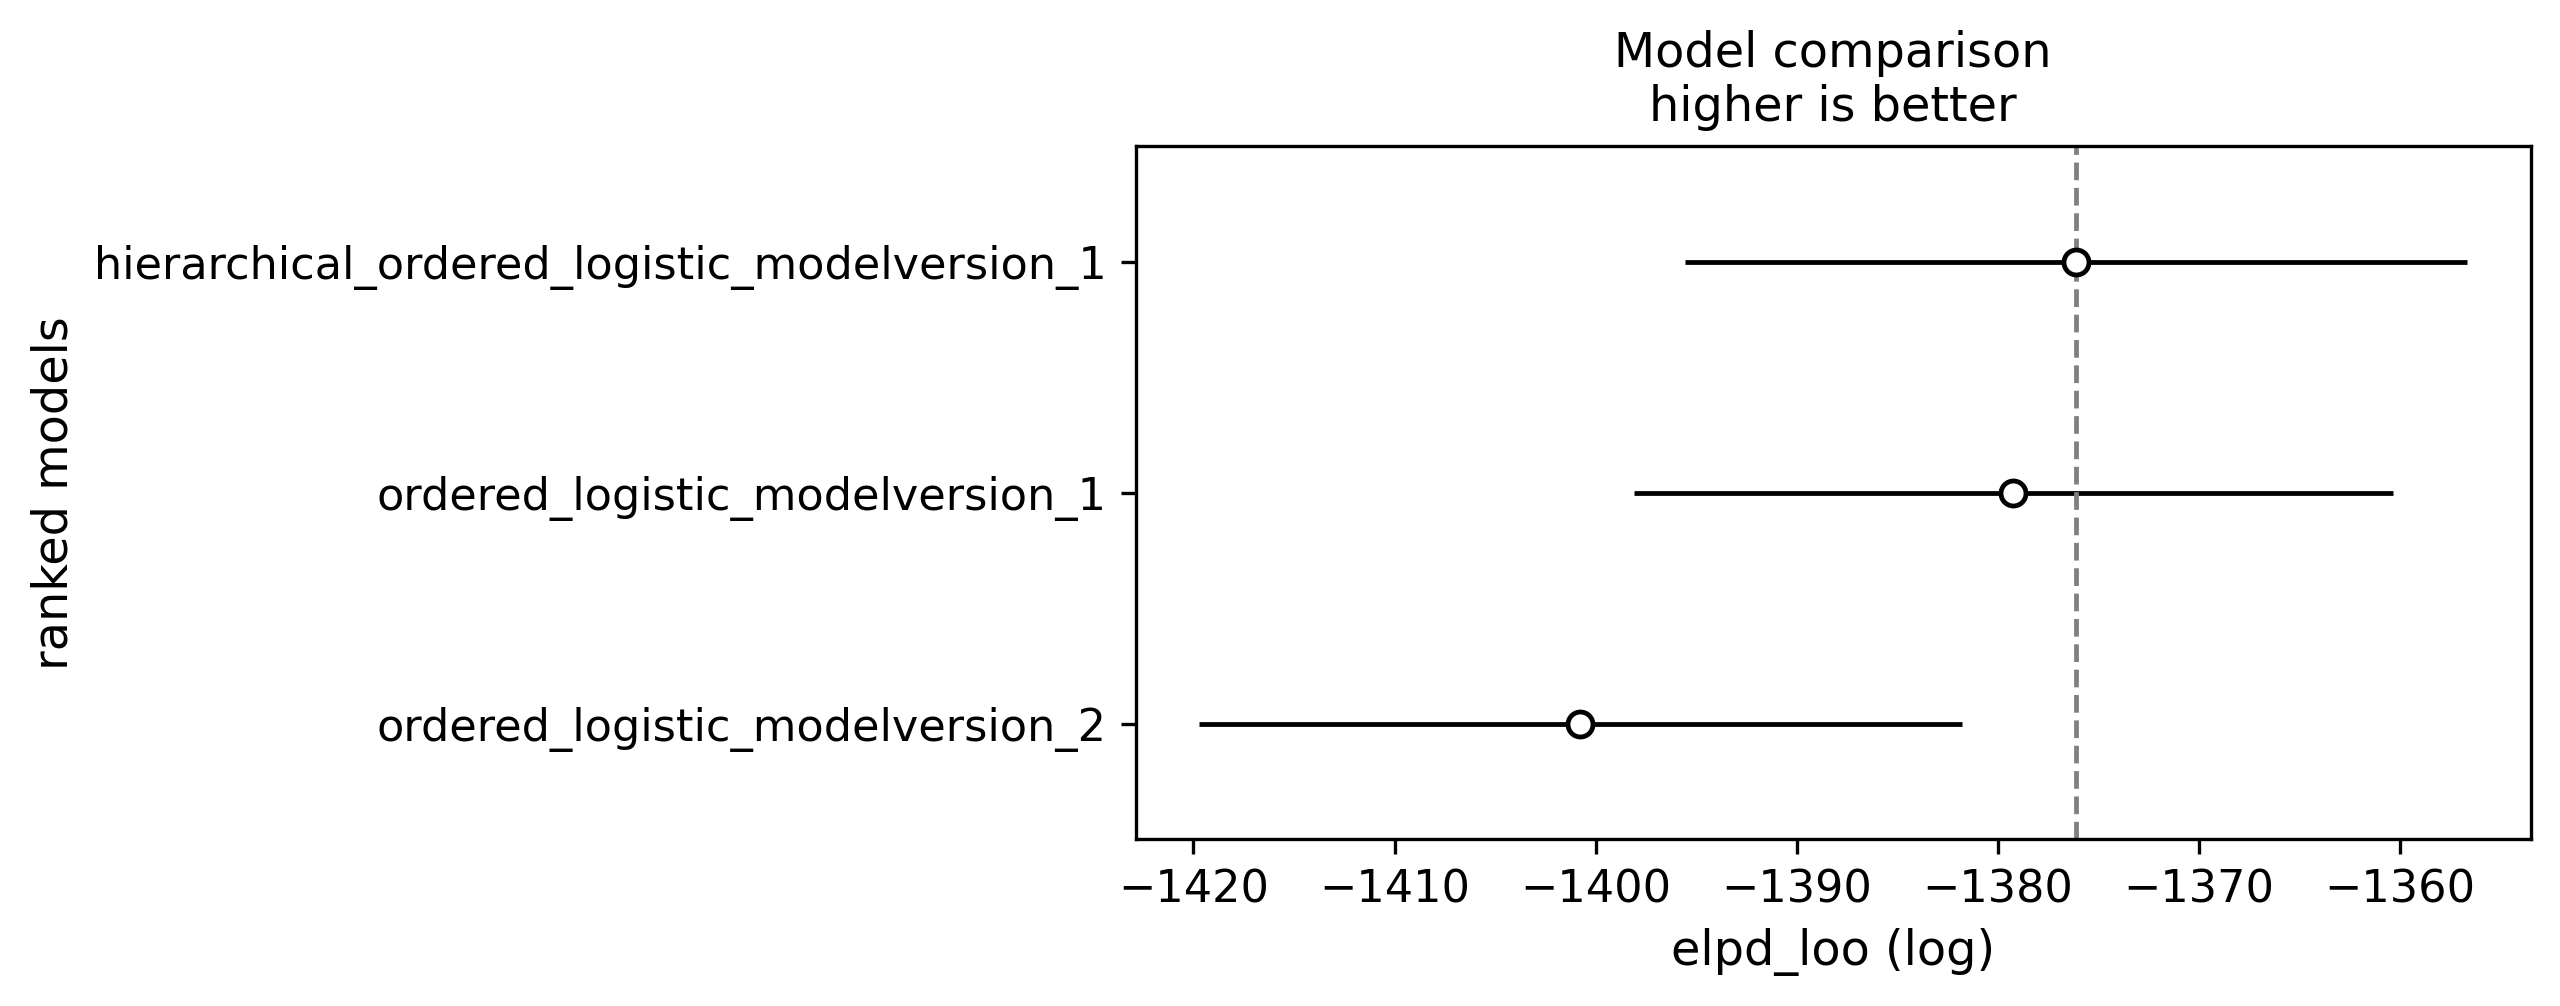 Model comparison
higher is better
ranked models
hierarchical_ordered_logistic_modelversion_1
ordered_logistic_modelversion_1
ordered_logistic_modelversion_2
−1420 −1410 −1400 −1390 −1380 −1370 −1360
elpd_loo (log)